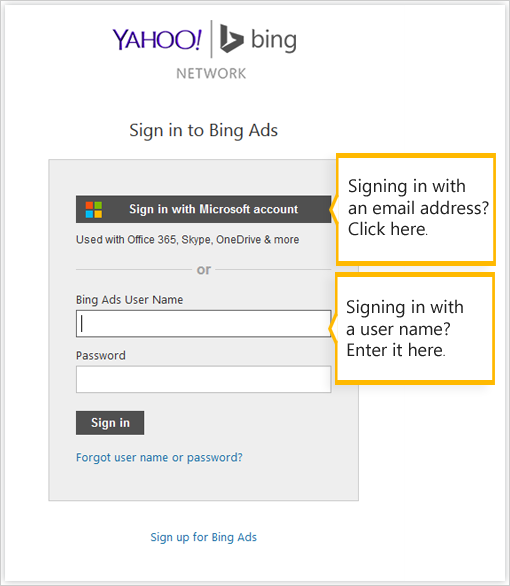 YAHOO! bing
NETWORK
Sign in to Bing Ads
Sign in with Microsoft account
Used with Office 365, Skype, OneDrive & more
Signing in with
an email address?
Click here.
or
Bing Ads User Name
Signing in with
a user name?
Enter it here.
Password
Sign in
Forgot user name or password?
Sign up for Bing Ads